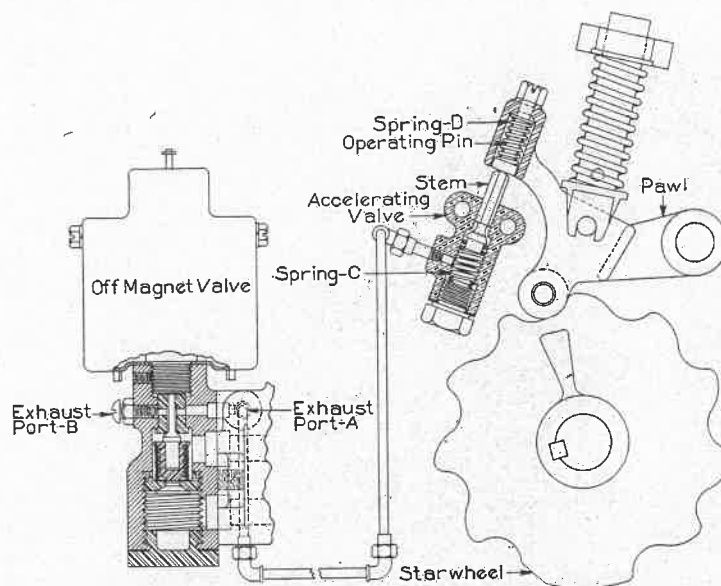 Spring-D
Operating Pin
Stem
Pawl
Accelerating
Valve
Off Magnet Valve
Spring-C
Exhaust
Port-B
Exhaust
Port-A
Starwheel